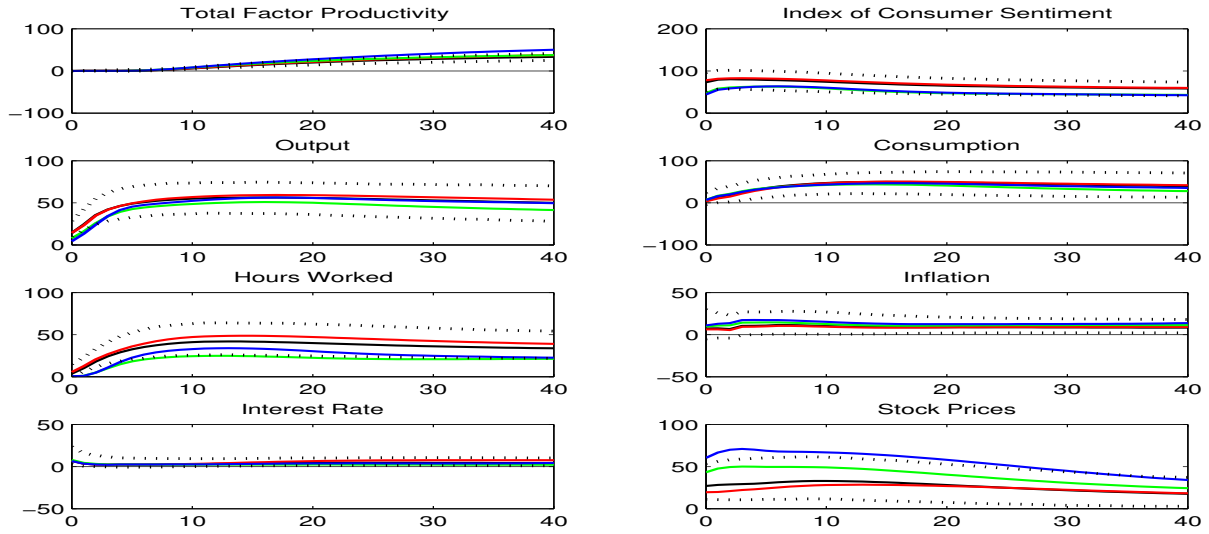 Total Factor Productivity
100
0
−100
0 10 20 30 40
Index of Consumer Sentiment
200
100
0
0 10 20 30 40
Output
100
50
0
0 10 20 30 40
Consumption
100
0
−100
0 10 20 30 40
Hours Worked
100
50
0
0 10 20 30 40
Inflation
50
0
−50
0 10 20 30 40
Interest Rate
50
0
−50
0 10 20 30 40
Stock Prices
100
50
0
0 10 20 30 40